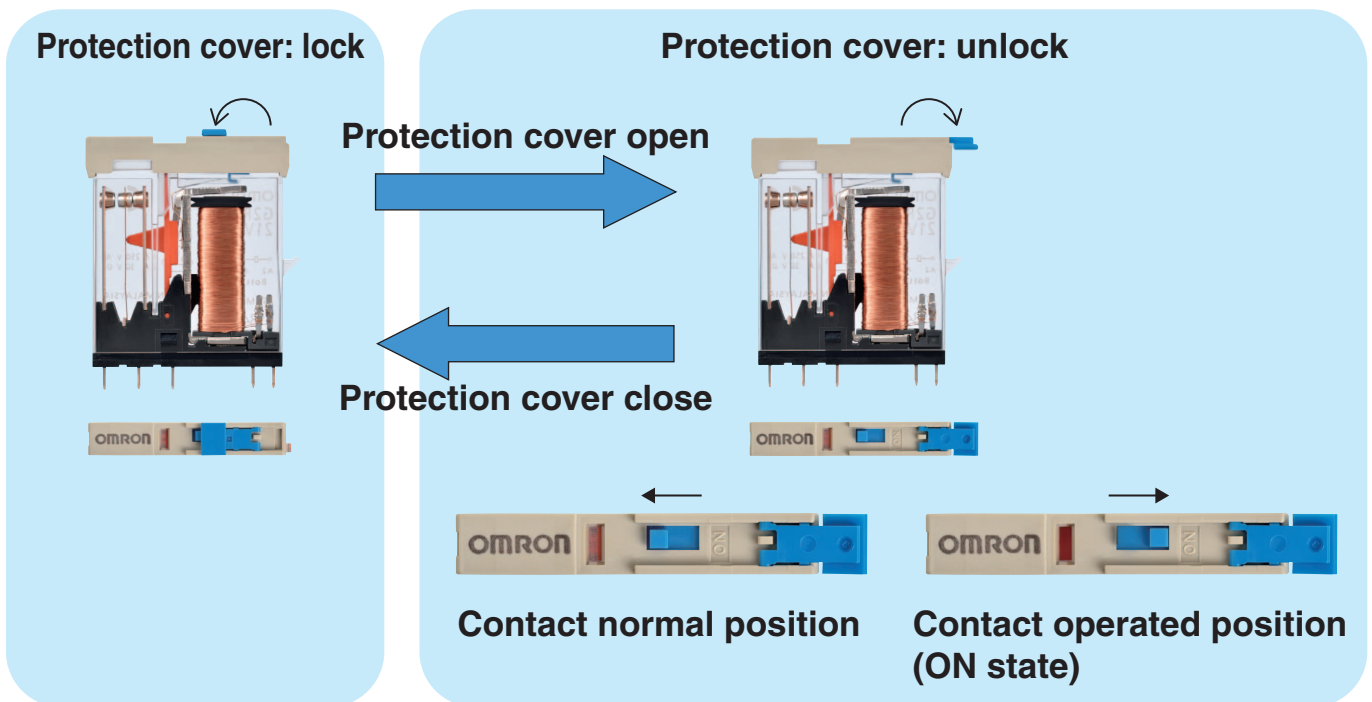 Protection cover: lock
Protection cover: unlock
Protection cover open
Protection cover close
OMRON
OMRON
OMRON
ON
OMRON
ON
Contact normal position
Contact operated position
(ON state)